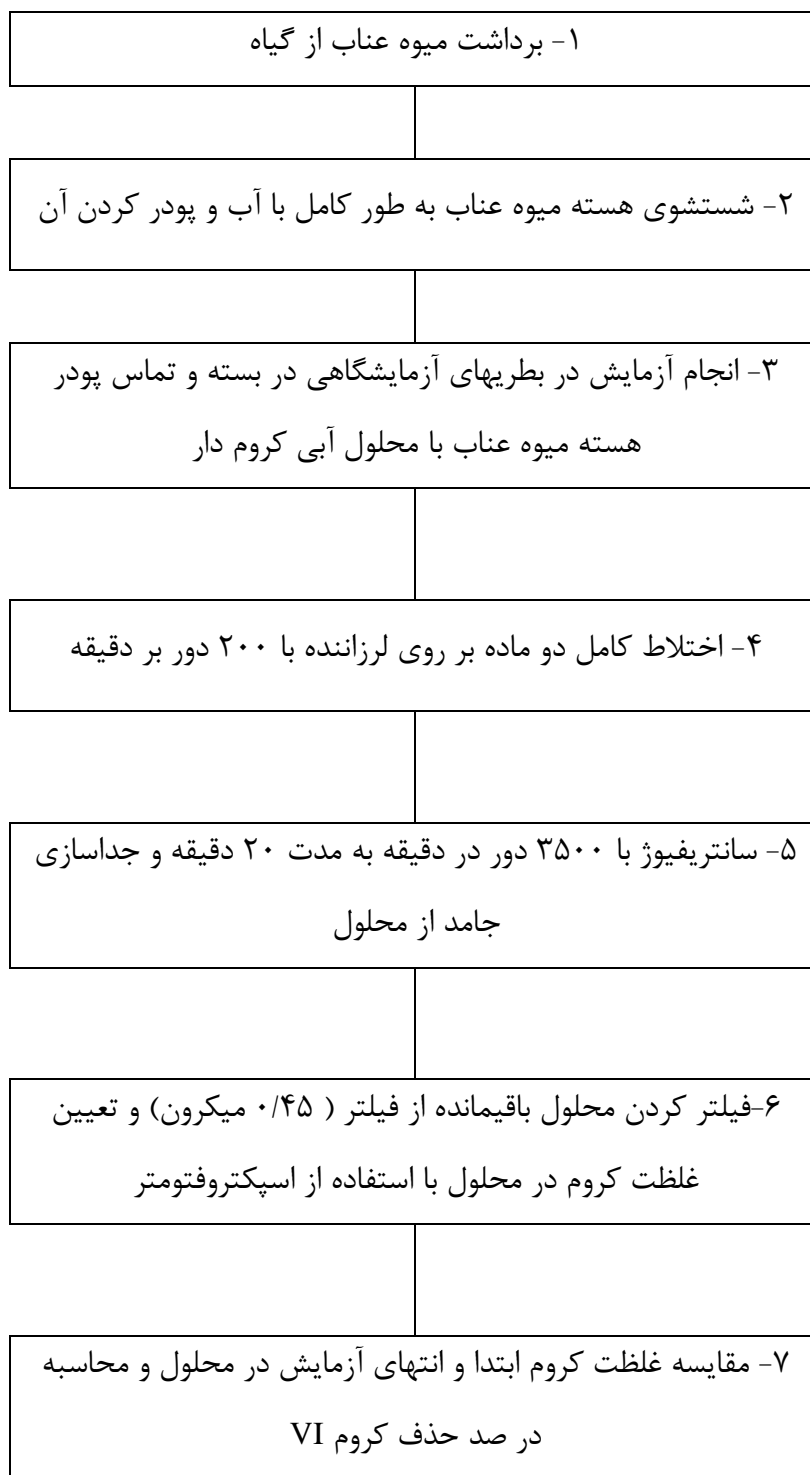 ۱- برداشت میوه عناب از گیاه
۲- شستشوی هسته میوه عناب به طور کامل با آب و پودر کردن آن
۳- انجام آزمایش در بطریهای آزمایشگاهی در بسته و تماس پودر
هسته میوه عناب با محلول آبی کروم دار
۴- اختلاط کامل دو ماده بر روی لرزاننده با ۲۰۰ دور بر دقیقه
۵- سانتریفیوژ با ۳۵۰۰ دور در دقیقه به مدت ۲۰ دقیقه و جداسازی
جامد از محلول
۶-فیلتر کردن محلول باقیمانده از فیلتر ( ۰/۴۵ میکرون) و تعیین
غلظت کروم در محلول با استفاده از اسپکتروفتومتر
۷- مقایسه غلظت کروم ابتدا و انتهای آزمایش در محلول و محاسبه
در صد حذف کروم VI